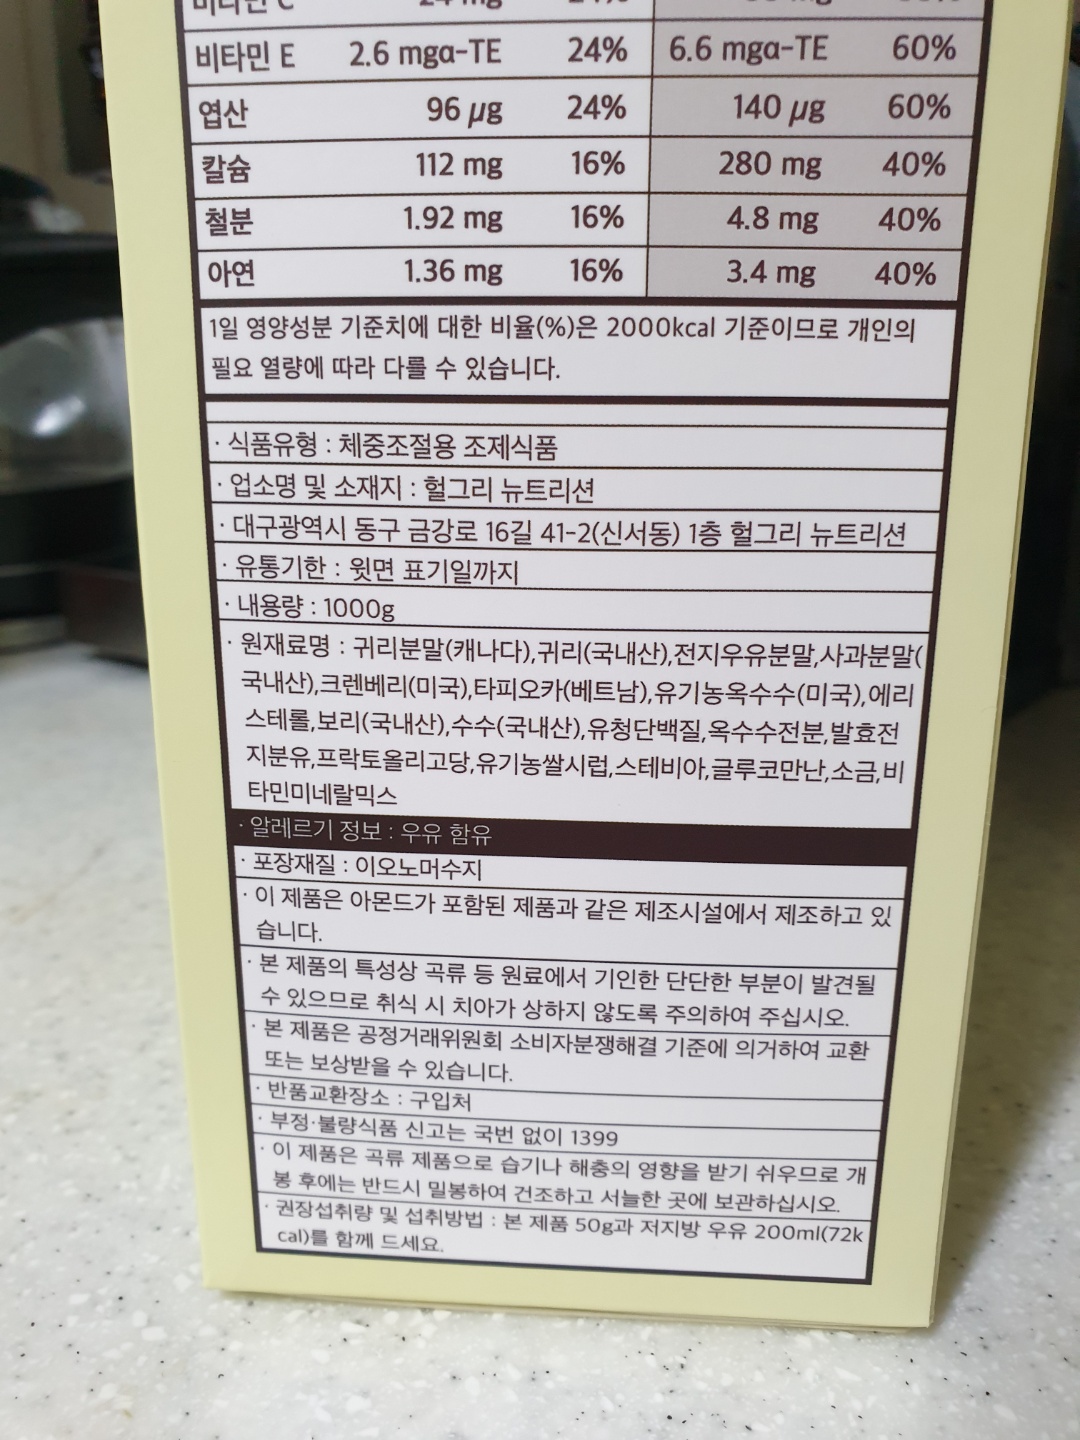 비타민 C 24 mg 24%
비타민 E 2.6 mgα-TE 24% 6.6 mgα-TE 60%
엽산 96 µg 24% 140 µg 60%
칼슘 112 mg 16% 280 mg 40%
철분 1.92 mg 16% 4.8 mg 40%
아연 1.36 mg 16% 3.4 mg 40%
1일 영양성분 기준치에 대한 비율(%)은 2000kcal 기준이므로 개인의
필요 열량에 따라 다를 수 있습니다.
· 식품유형 : 체중조절용 조제식품
· 업소명 및 소재지 : 헐그리 뉴트리션
· 대구광역시 동구 금강로 16길 41-2(신서동) 1층 헐그리 뉴트리션
· 유통기한 : 윗면 표기일까지
· 내용량 : 1000g
· 원재료명 : 귀리분말(캐나다),귀리(국내산),전지우유분말,사과분말(
국내산),크렌베리(미국),타피오카(베트남),유기농옥수수(미국),에리
스테롤,보리(국내산),수수(국내산),유청단백질,옥수수전분,발효전
지분유,프락토올리고당,유기농쌀시럽,스테비아,글루코만난,소금,비
타민미네랄믹스
· 알레르기 정보 : 우유 함유
· 포장재질 : 이오노머수지
· 이 제품은 아몬드가 포함된 제품과 같은 제조시설에서 제조하고 있
습니다.
· 본 제품의 특성상 곡류 등 원료에서 기인한 단단한 부분이 발견될
수 있으므로 취식 시 치아가 상하지 않도록 주의하여 주십시오.
· 본 제품은 공정거래위원회 소비자분쟁해결 기준에 의거하여 교환
또는 보상받을 수 있습니다.
· 반품교환장소 : 구입처
· 부정·불량식품 신고는 국번 없이 1399
· 이 제품은 곡류 제품으로 습기나 해충의 영향을 받기 쉬우므로 개
봉 후에는 반드시 밀봉하여 건조하고 서늘한 곳에 보관하십시오.
· 권장섭취량 및 섭취방법 : 본 제품 50g과 저지방 우유 200ml(72k
cal)를 함께 드세요.